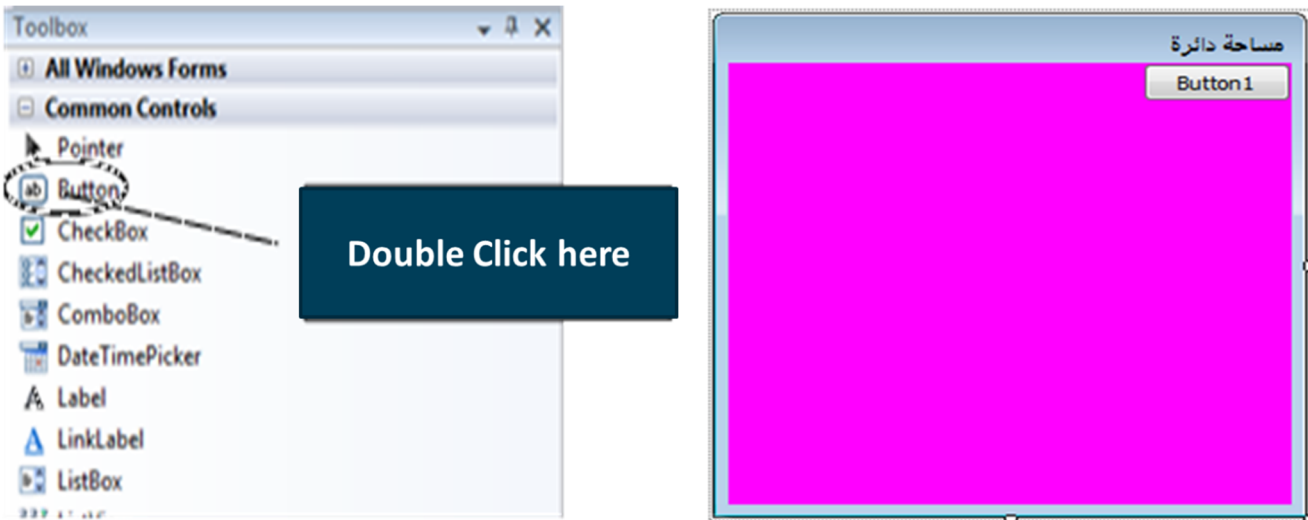 Toolbox
All Windows Forms
Common Controls
Pointer
Button
CheckBox
CheckedListBox
ComboBox
DateTimePicker
Label
LinkLabel
ListBox
Double Click here
مساحة دائرة
Button1